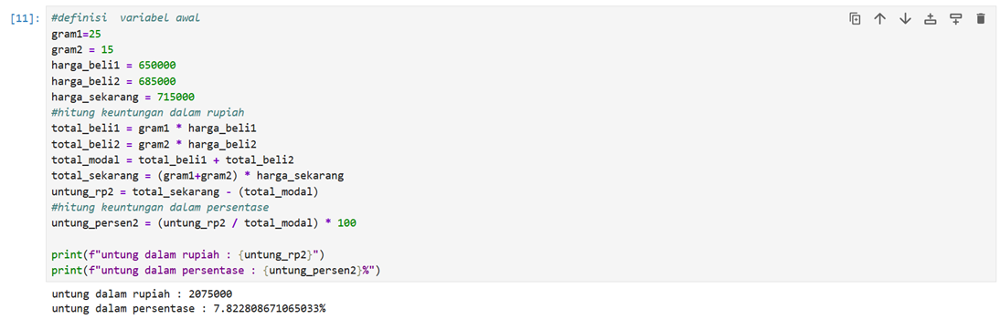 [11]: #definisi  variabel awal
gram1=25
gram2 = 15
harga_beli1 = 650000
harga_beli2 = 685000
harga_sekarang = 715000
#hitung keuntungan dalam rupiah
total_beli1 = gram1 * harga_beli1
total_beli2 = gram2 * harga_beli2
total_modal = total_beli1 + total_beli2
total_sekarang = (gram1+gram2) * harga_sekarang
untung_rp2 = total_sekarang - (total_modal)
#hitung keuntungan dalam persentase
untung_persen2 = (untung_rp2 / total_modal) * 100
print(f"untung dalam rupiah : {untung_rp2}")
print(f"untung dalam persentase : {untung_persen2}%")
untung dalam rupiah : 2075000
untung dalam persentase : 7.822808671065033%